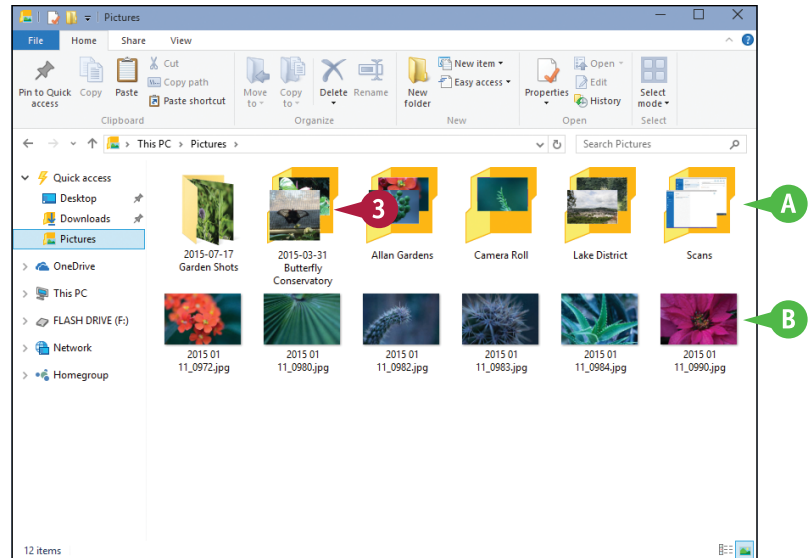 Pictures
File Home Share View
Pin to Quick access
Copy
Paste
Cut
Copy path
Paste shortcut
Clipboard
Move to
Copy to
Delete
Rename
Organize
New folder
New item
Easy access
New
Properties
Open
Edit
History
Open
Select mode
Select
This PC Pictures
Search Pictures
Quick access
Desktop
Downloads
Pictures
OneDrive
This PC
FLASH DRIVE (F:)
Network
Homegroup
2015-07-17
Garden Shots
2015-03-31
Butterfly
Conservatory
Allan Gardens
Camera Roll
Lake District
Scans
3
A
2015 01
11_0972.jpg
2015 01
11_0980.jpg
2015 01
11_0982.jpg
2015 01
11_0983.jpg
2015 01
11_0984.jpg
2015 01
11_0990.jpg
B
12 items